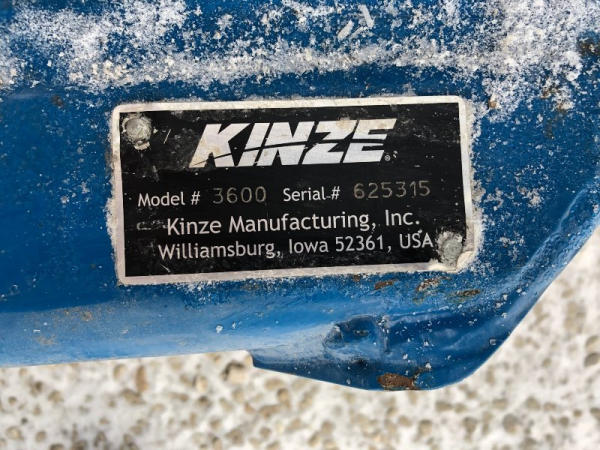 KINZE®
Model # 3600 Serial # 625315
Kinze Manufacturing, Inc.
Williamsburg, Iowa 52361, USA